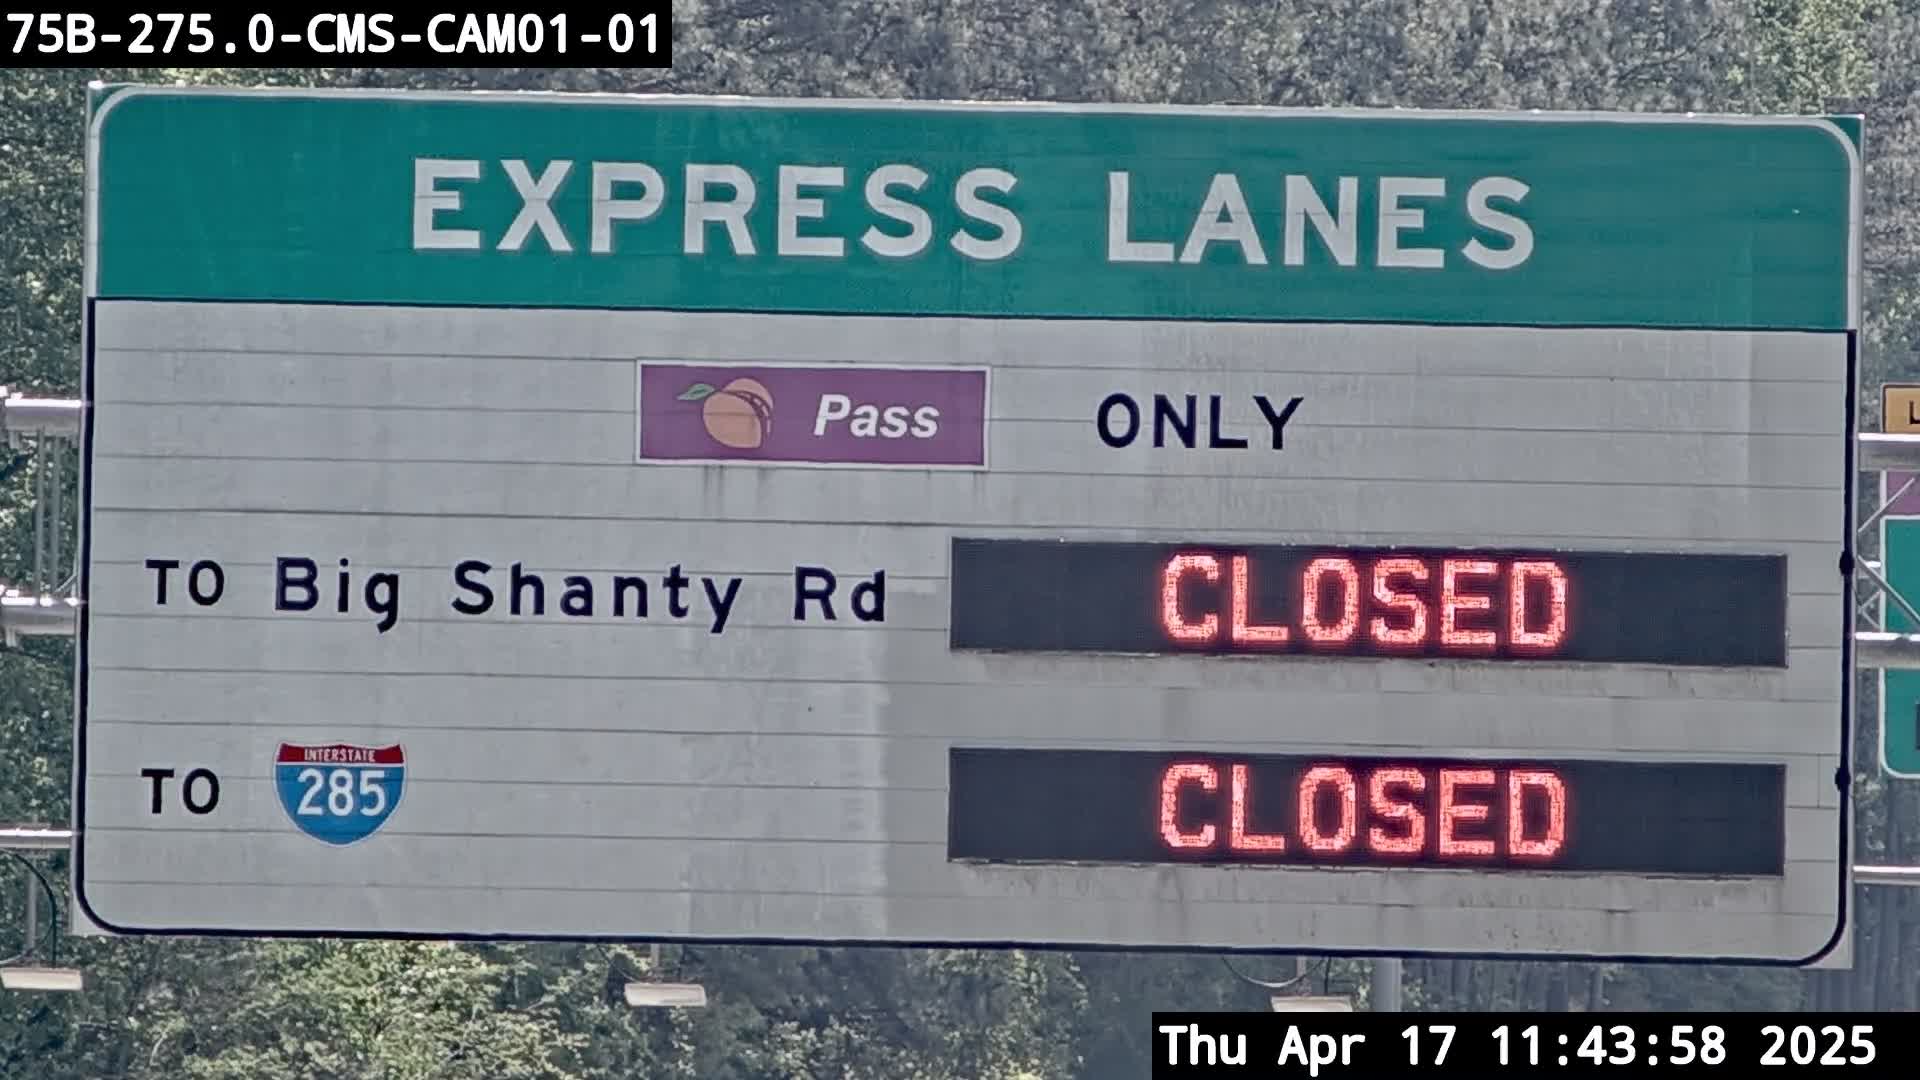 75B-275.0-CMS-CAM01-01
EXPRESS LANES
Pass ONLY
TO Big Shanty Rd CLOSED
TO INTERSTATE 285 CLOSED
Thu Apr 17 11:43:58 2025